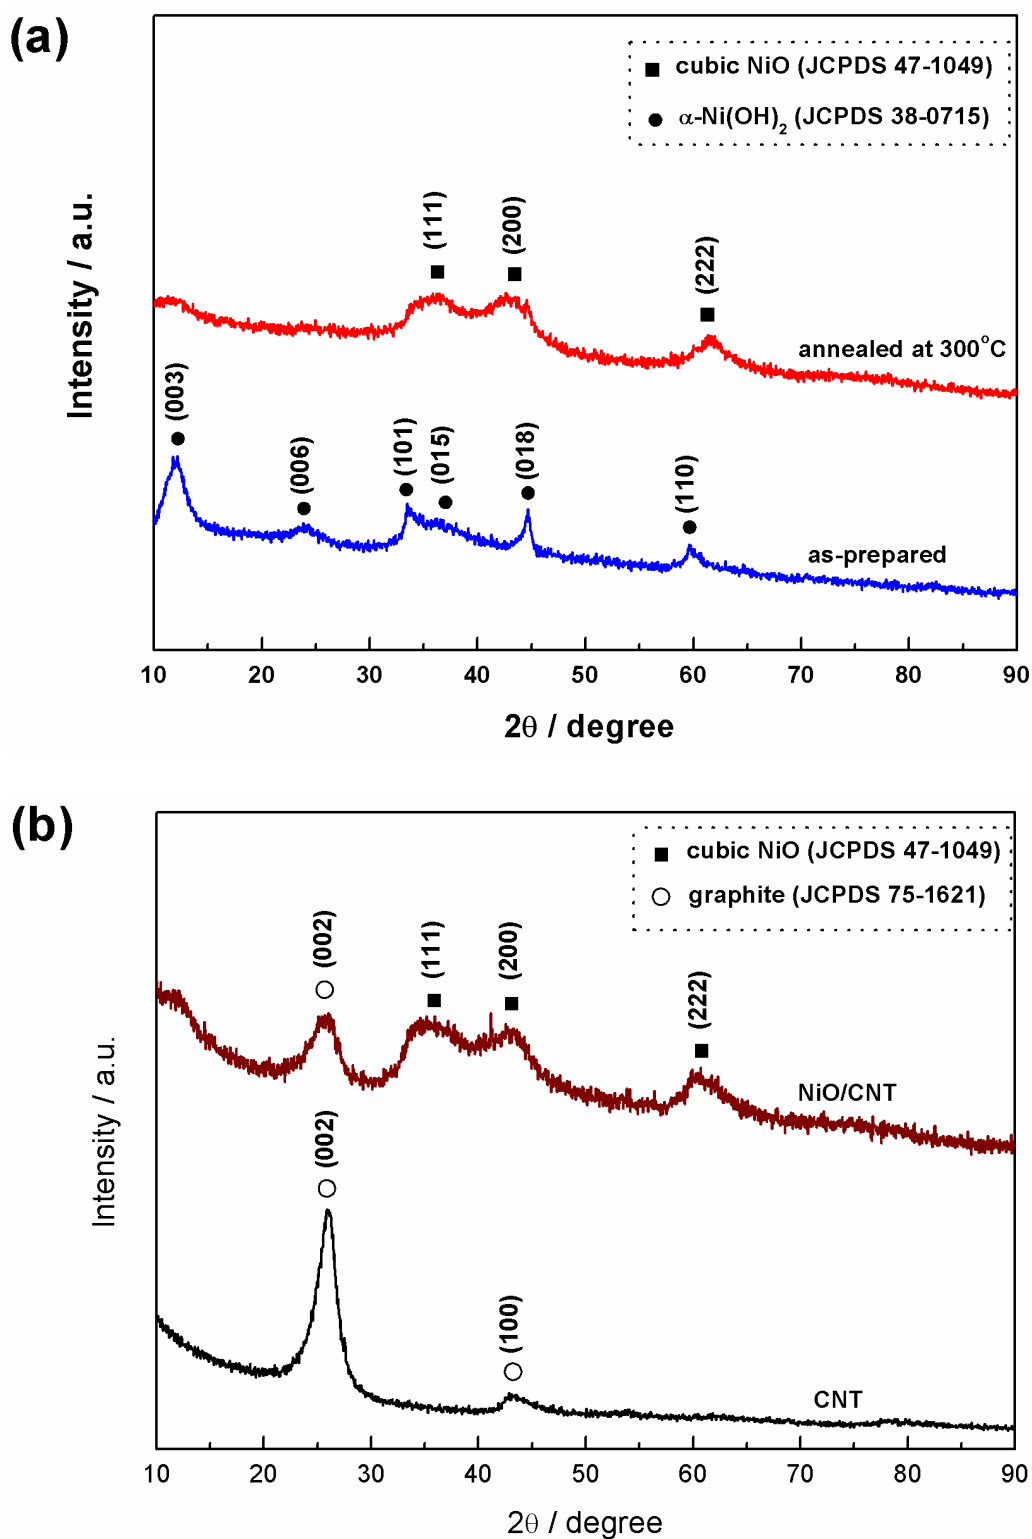 (a)
cubic NiO (JCPDS 47-1049)
α-Ni(OH)2 (JCPDS 38-0715)
Intensity / a.u.
(111)
(200)
(222)
annealed at 300°C
(003)
(006)
(101)
(015)
(018)
(110)
as-prepared
10 20 30 40 50 60 70 80 90
2θ / degree
(b)
cubic NiO (JCPDS 47-1049)
graphite (JCPDS 75-1621)
Intensity / a.u.
(002)
(111)
(200)
(222)
NiO/CNT
(002)
(100)
CNT
10 20 30 40 50 60 70 80 90
2θ / degree